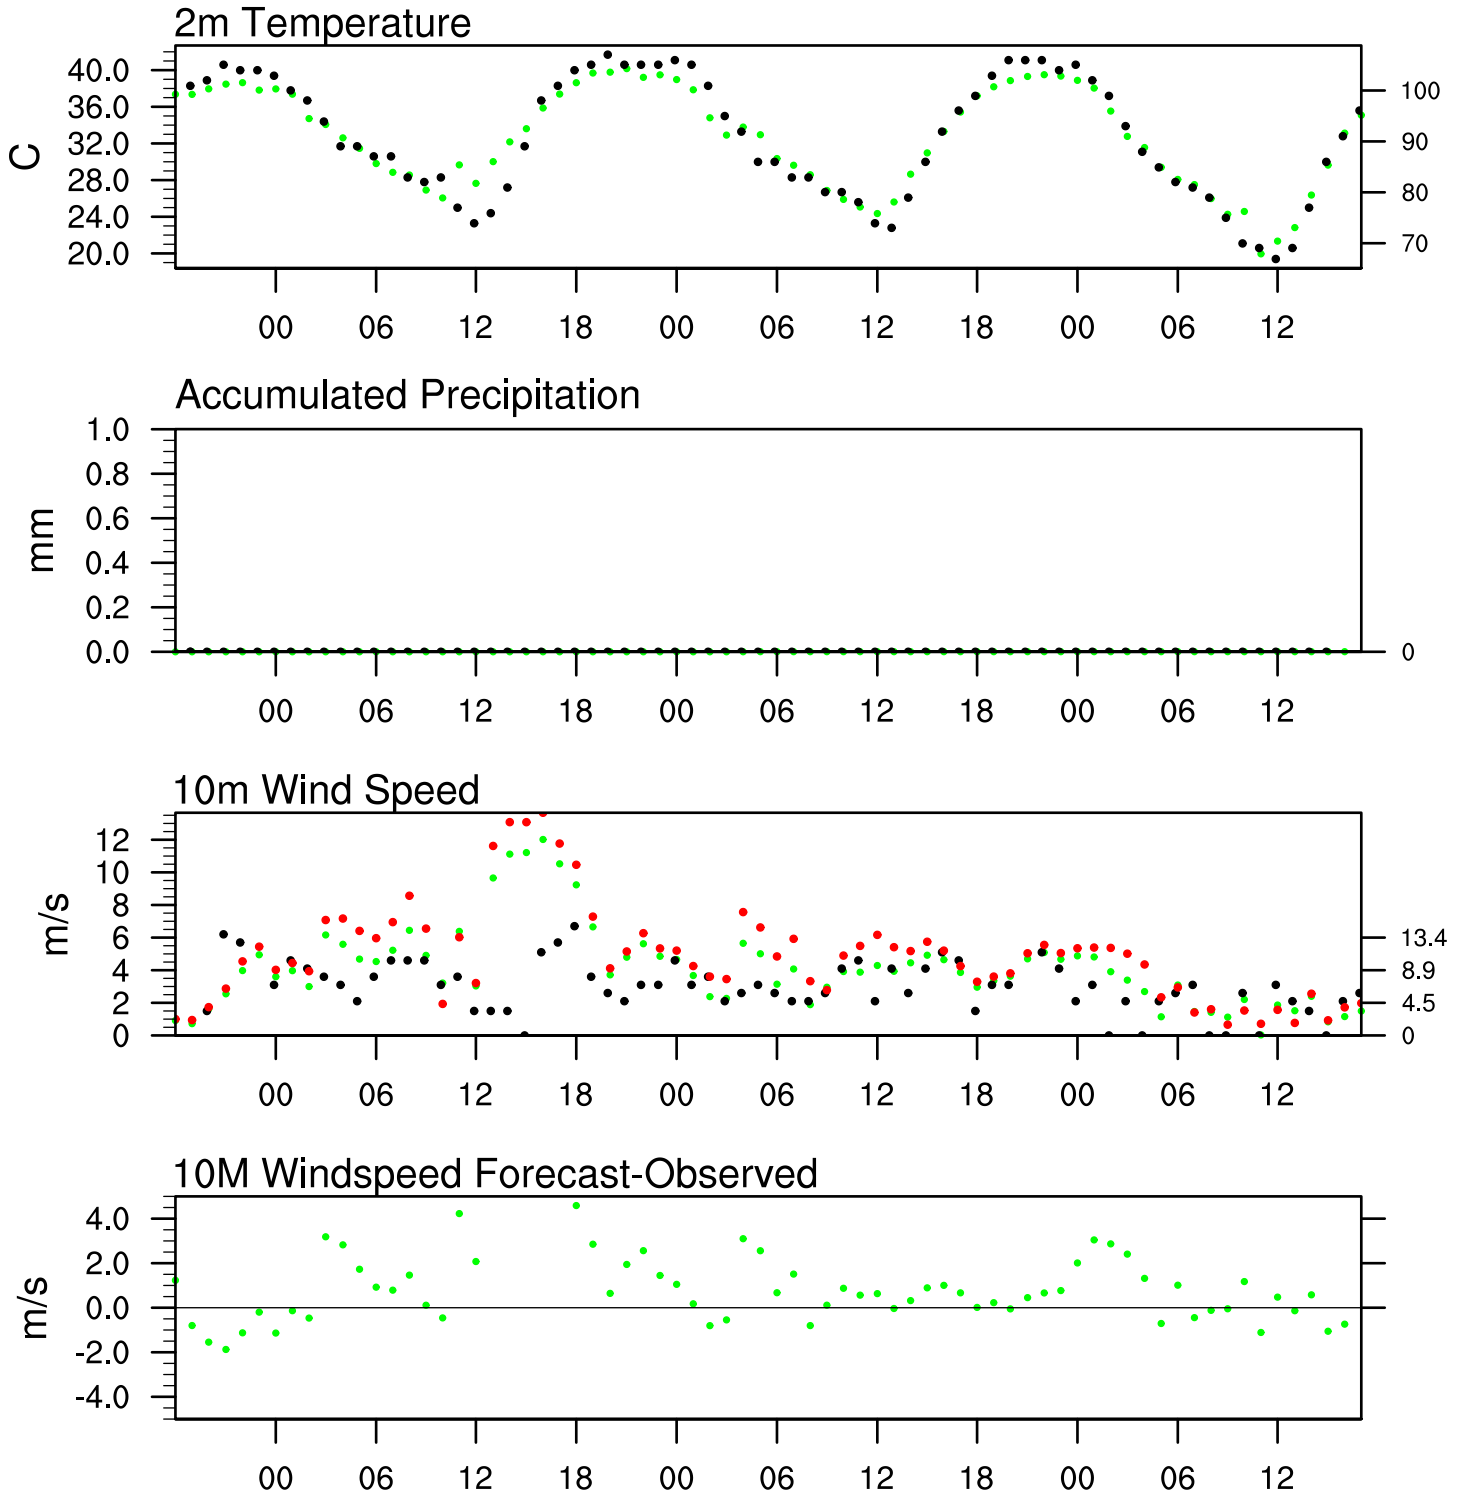 2m Temperature
40.0
36.0
32.0
28.0
24.0
20.0
C
100
90
80
70
00 06 12 18 00 06 12 18 00 06 12
Accumulated Precipitation
1.0
0.8
0.6
0.4
0.2
0.0
mm
0
00 06 12 18 00 06 12 18 00 06 12
10m Wind Speed
12
10
8
6
4
2
0
m/s
13.4
8.9
4.5
0
00 06 12 18 00 06 12 18 00 06 12
10M Windspeed Forecast-Observed
4.0
2.0
0.0
-2.0
-4.0
m/s
00 06 12 18 00 06 12 18 00 06 12